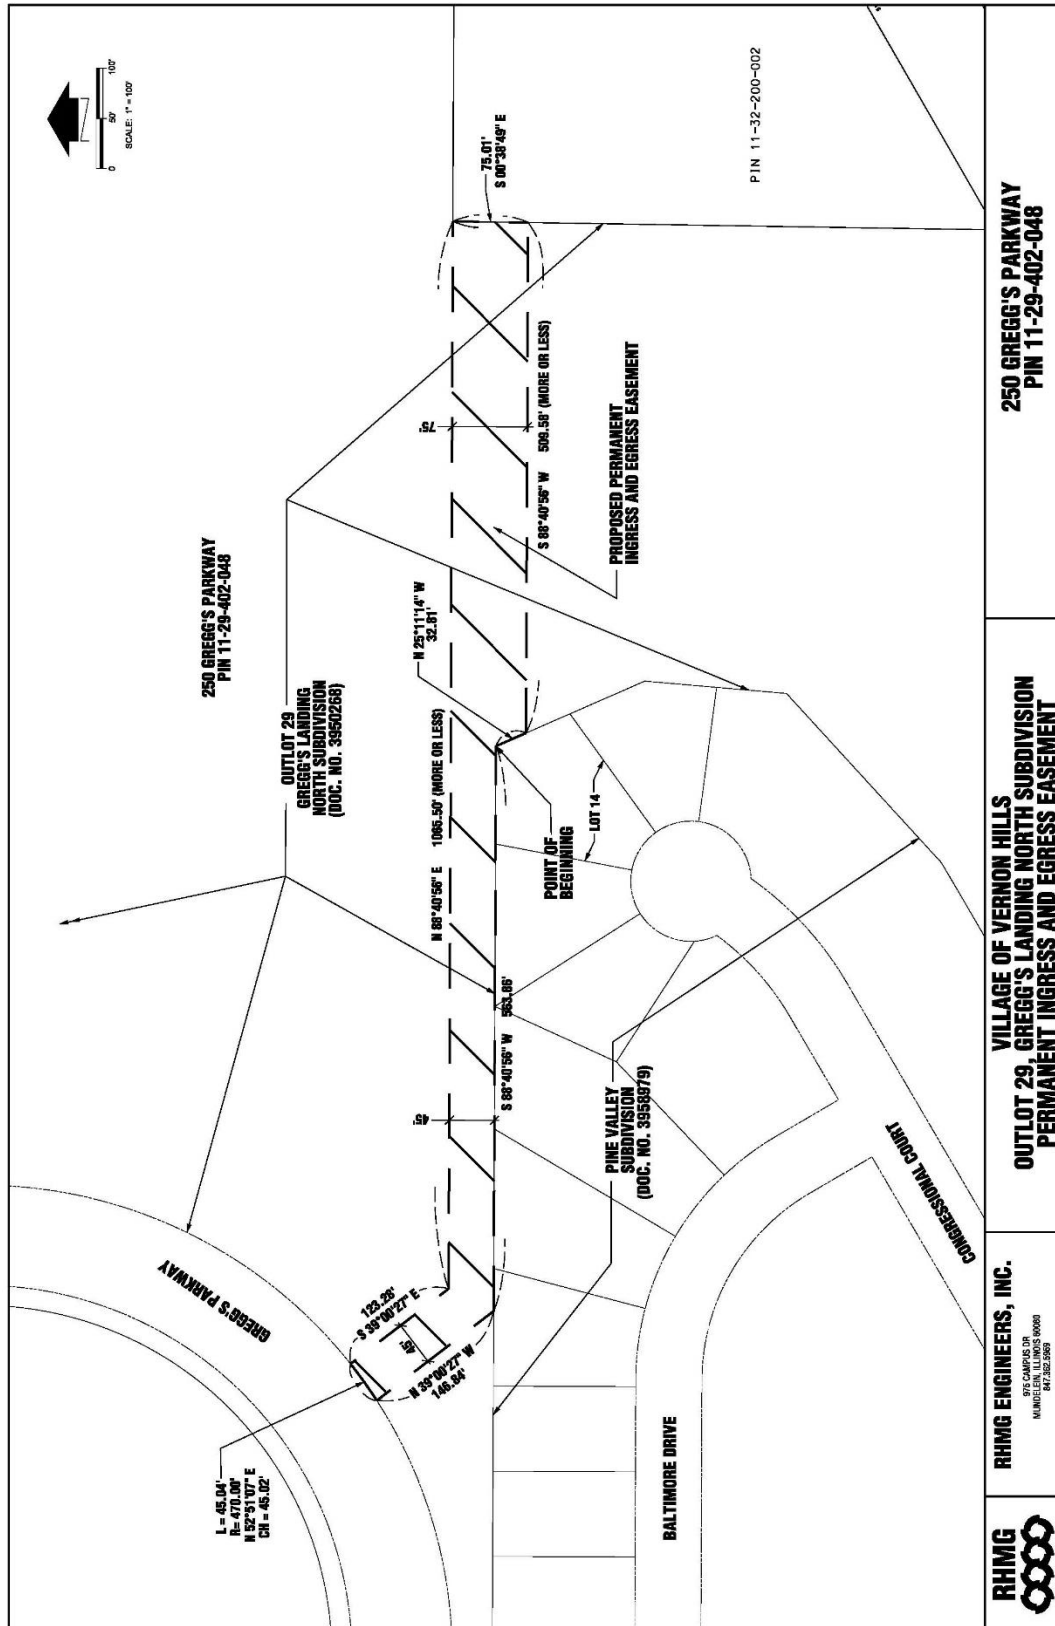 0
50'
100'
SCALE: 1" = 100'
75.01'
S 00°38'49" E
PIN 11-32-200-002
75'
S 88°40'56" W 509.58' (MORE OR LESS)
PROPOSED PERMANENT
INGRESS AND EGRESS EASEMENT
250 GREGG'S PARKWAY
PIN 11-29-402-048
N 25°11'14" W
32.81'
OUTLOT 29
GREGG'S LANDING
NORTH SUBDIVISION
(DOC. NO. 3950268)
N 88°40'56" E 1065.50' (MORE OR LESS)
POINT OF
BEGINNING
LOT 14
S 88°40'56" W 563.86'
45'
PINE VALLEY
SUBDIVISION
(DOC. NO. 3958979)
GREGG'S PARKWAY
123.28'
S 39°00'27" E
45'
N 39°00'27" W
146.84'
L = 45.04'
R= 470.00'
N 52°51'07" E
CH = 45.02'
BALTIMORE DRIVE
CONGRESSIONAL COURT
RHMG
RHMG ENGINEERS, INC.
975 CAMPUS DR
MUNDELEIN, ILLINOIS 60060
847.362.5959
VILLAGE OF VERNON HILLS
OUTLOT 29, GREGG'S LANDING NORTH SUBDIVISION
PERMANENT INGRESS AND EGRESS EASEMENT
250 GREGG'S PARKWAY
PIN 11-29-402-048